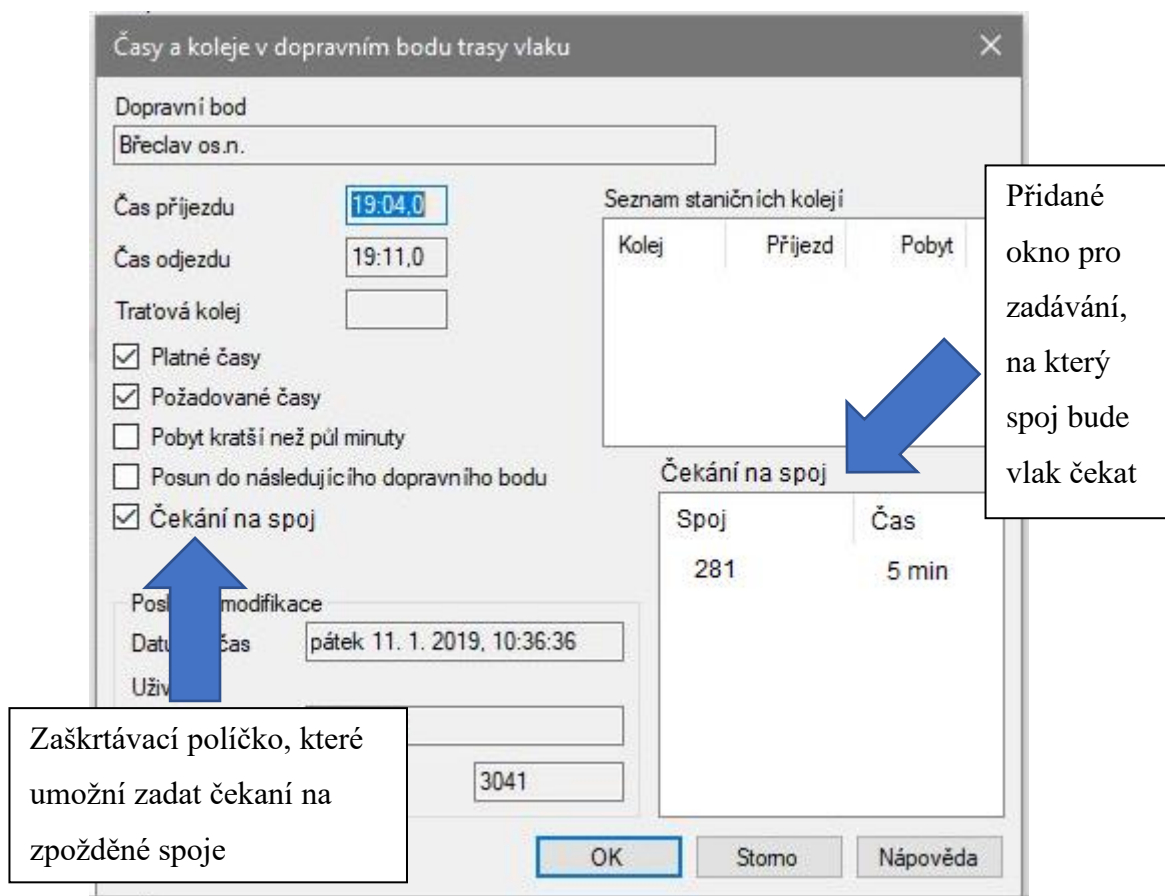 Časy a koleje v dopravním bodu trasy vlaku
Dopravní bod
Břeclav os.n.
Čas příjezdu
19:04,0
Čas odjezdu
19:11,0
Traťová kolej
Platné časy
Požadované časy
Pobyt kratší než půl minuty
Posun do následujícího dopravního bodu
Čekání na spoj
Seznam staničních kolejí
Kolej Příjezd Pobyt
Přidané
okno pro
zadávání,
na který
spoj bude
vlak čekat
Čekání na spoj
Spoj Čas
281 5 min
modifikace
pátek 11. 1. 2019, 10:36:36
3041
Zaškrtávací políčko, které
umožní zadat čekaní na
zpožděné spoje
OK Storno Nápověda